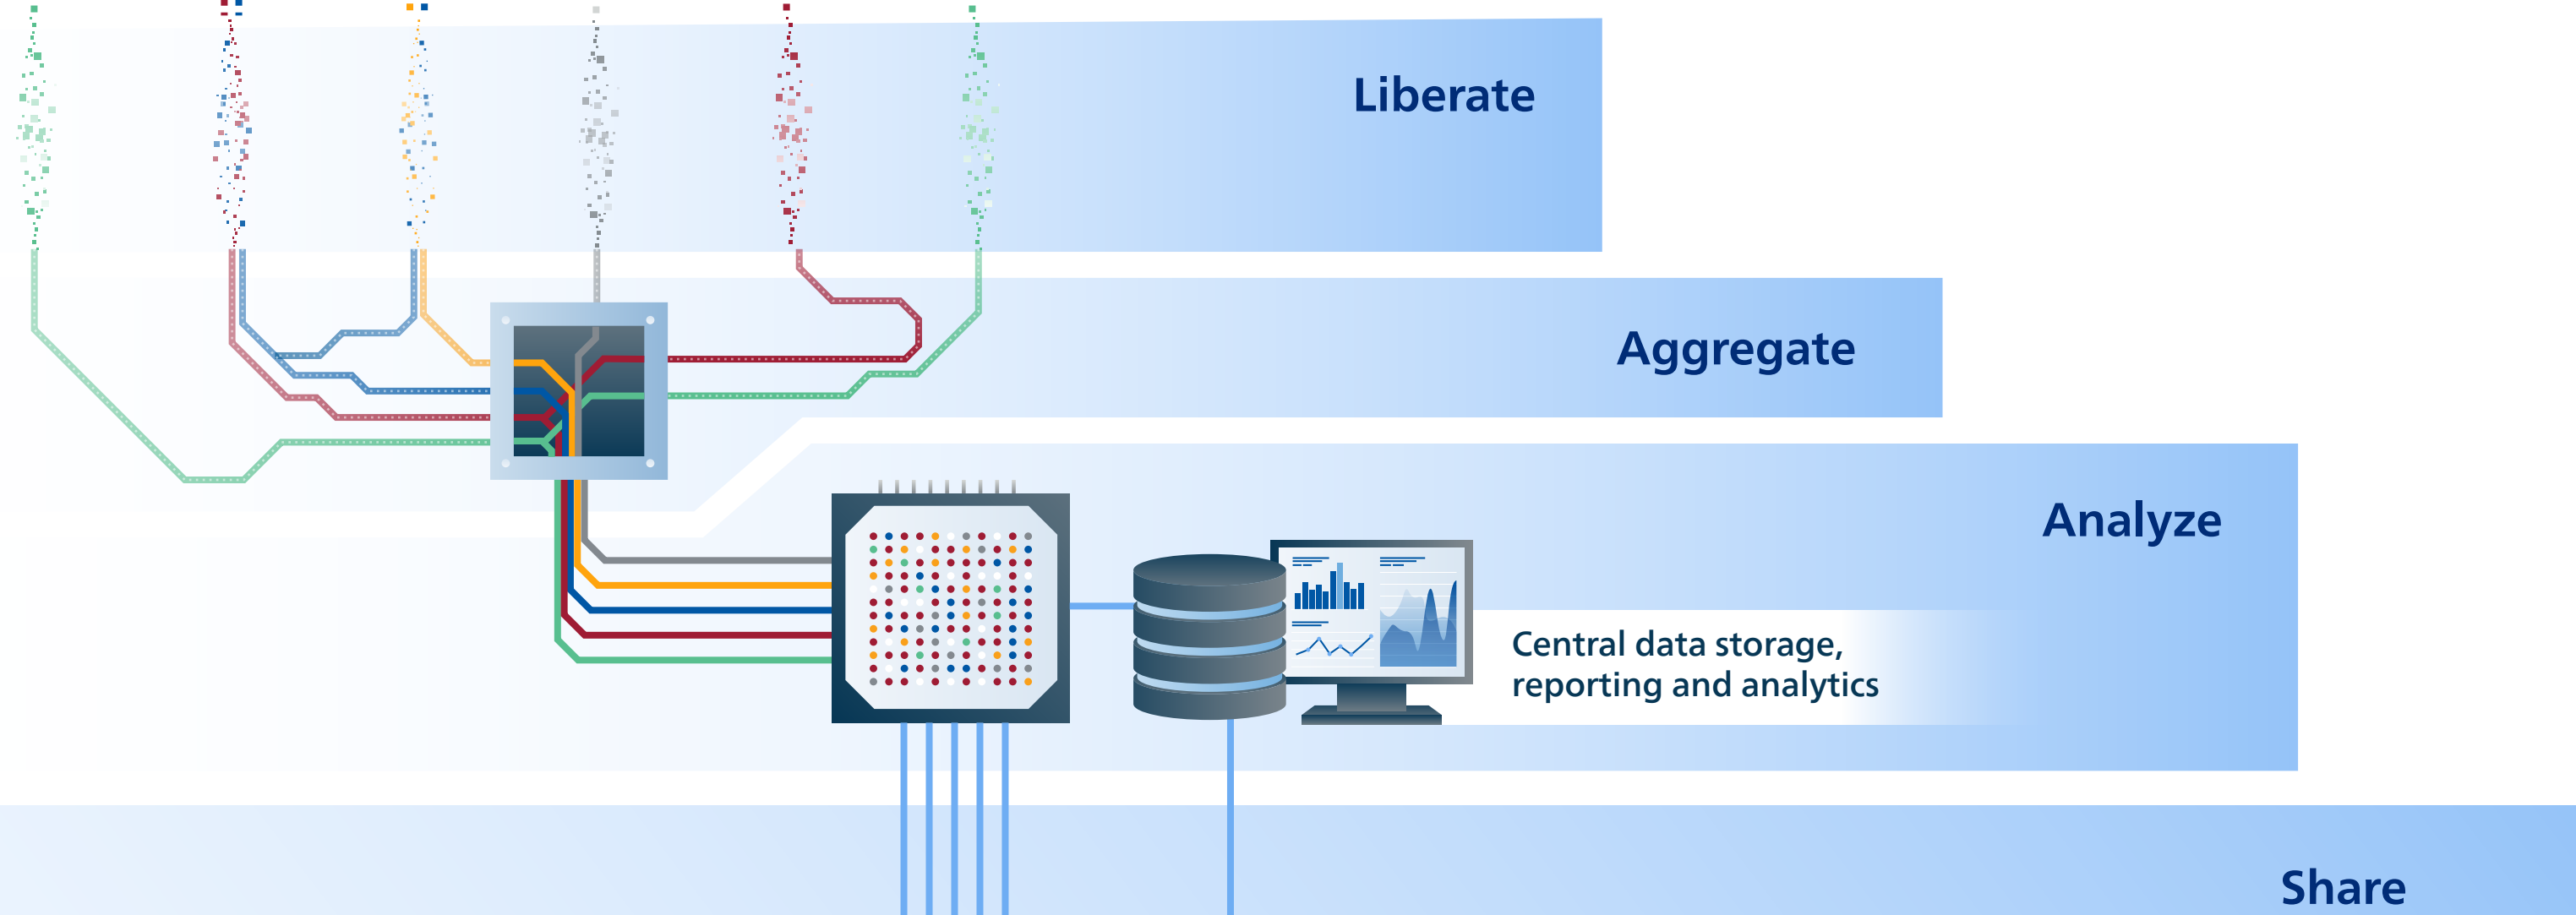 Liberate
Aggregate
Analyze
Central data storage,
reporting and analytics
Share